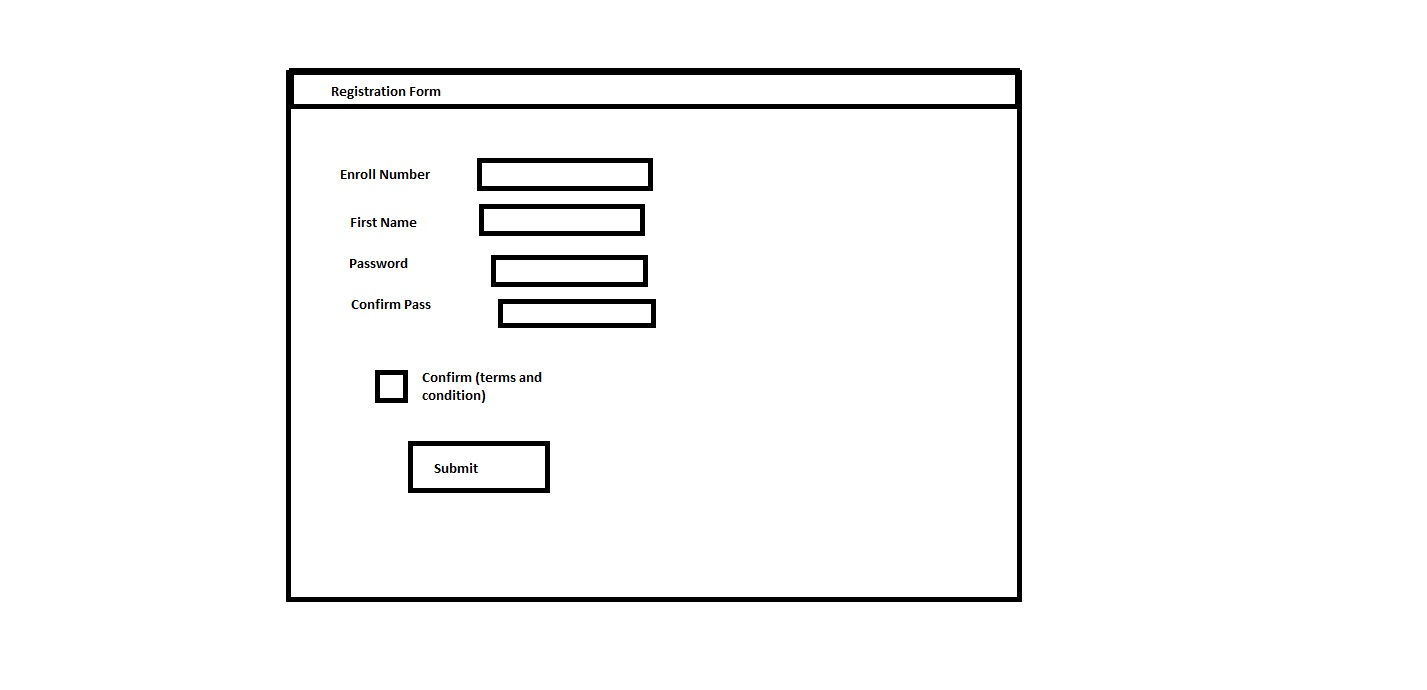 Registration Form
Enroll Number
First Name
Password
Confirm Pass
Confirm (terms and
condition)
Submit